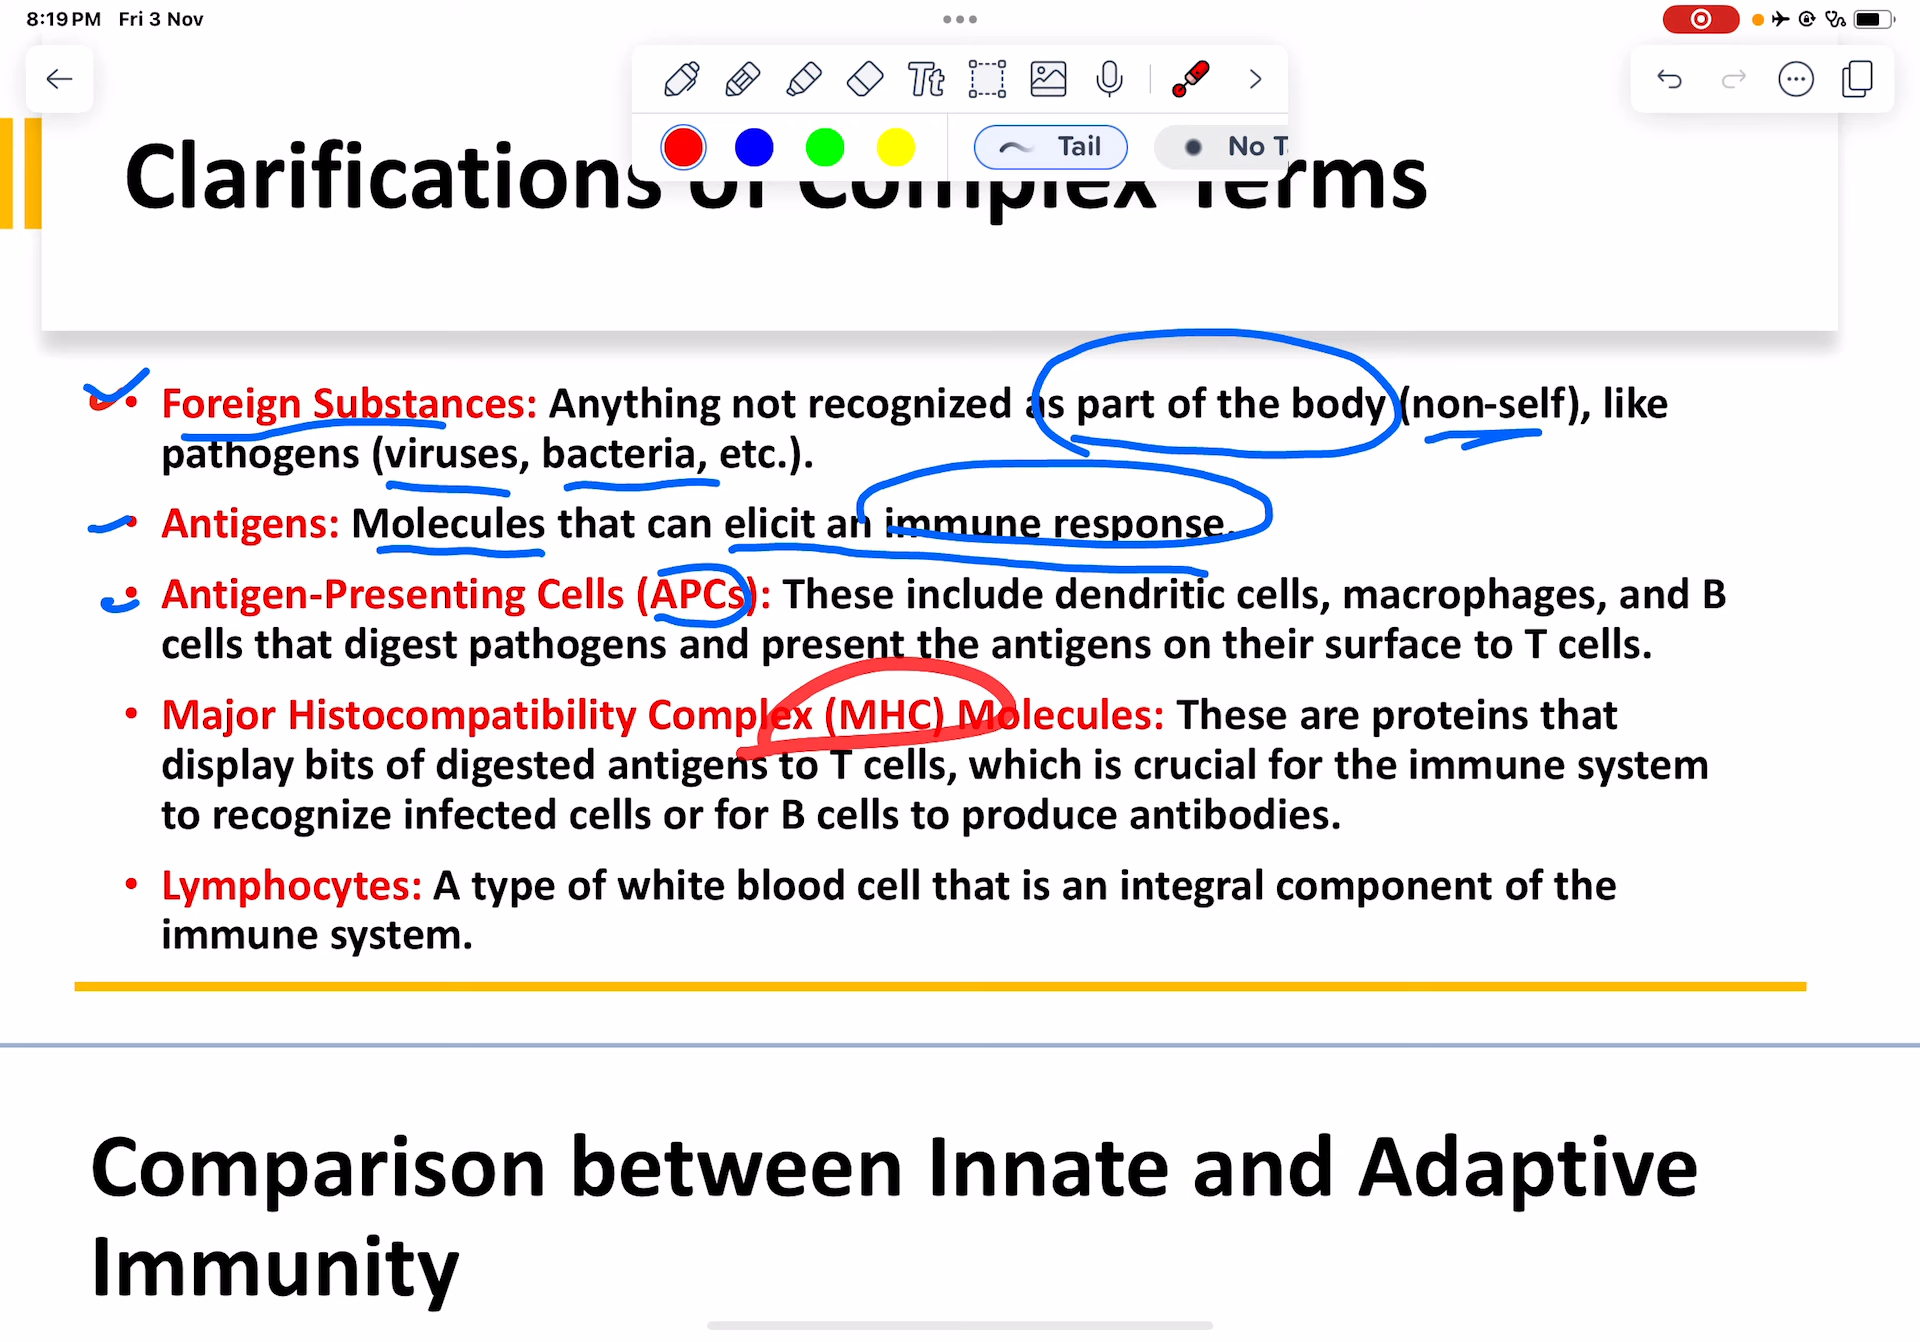 8:19 PM Fri 3 Nov
Tt
Tail No T
Clarifications of Complex Terms
• Foreign Substances: Anything not recognized as part of the body (non-self), like
pathogens (viruses, bacteria, etc.).
• Antigens: Molecules that can elicit an immune response.
• Antigen-Presenting Cells (APCs): These include dendritic cells, macrophages, and B
cells that digest pathogens and present the antigens on their surface to T cells.
• Major Histocompatibility Complex (MHC) Molecules: These are proteins that
display bits of digested antigens to T cells, which is crucial for the immune system
to recognize infected cells or for B cells to produce antibodies.
• Lymphocytes: A type of white blood cell that is an integral component of the
immune system.
Comparison between Innate and Adaptive
Immunity